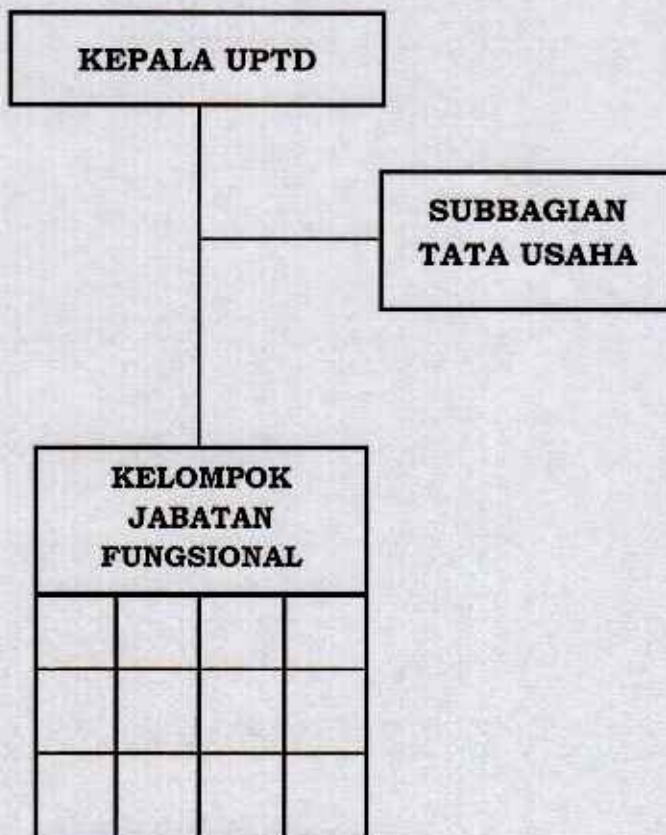 KEPALA UPTD
SUBBAGIAN
TATA USAHA
KELOMPOK
JABATAN
FUNGSIONAL